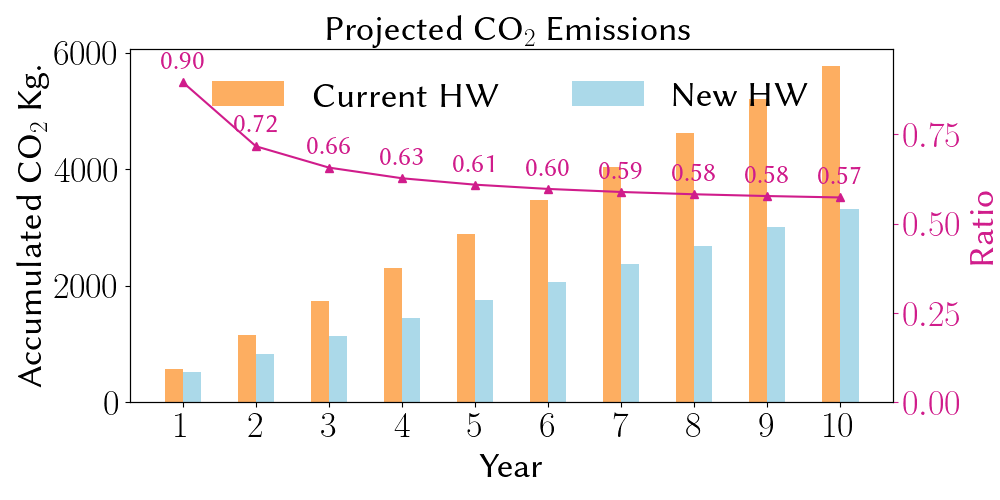 Projected CO₂ Emissions
Accumulated CO₂ Kg.
6000
4000
2000
0
Current HW
New HW
0.90
0.72
0.66
0.63
0.61
0.60
0.59
0.58
0.58
0.57
0.75
0.50
0.25
0.00
Ratio
1 2 3 4 5 6 7 8 9 10
Year